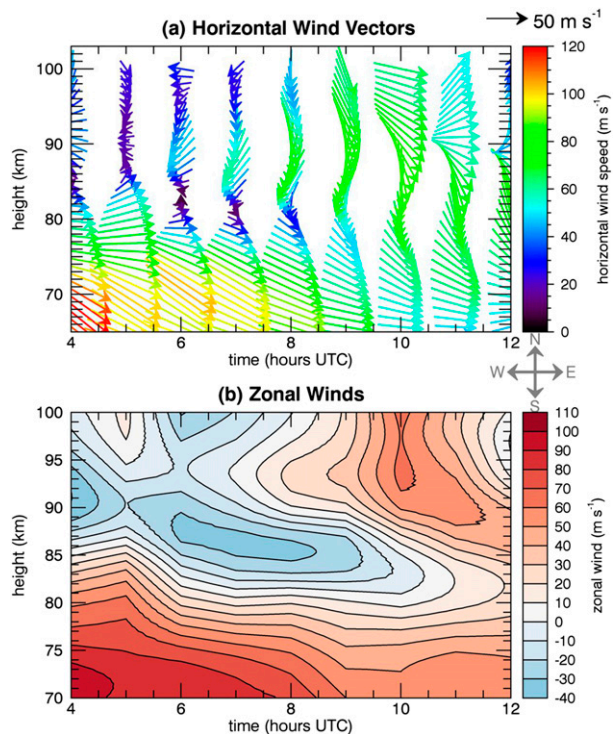 50 m s⁻¹
(a) Horizontal Wind Vectors
height (km)
100
90
80
70
4 6 8 10 12
time (hours UTC)
120
100
80
60
40
20
0
horizontal wind speed (m s⁻¹)
N
W E
S
(b) Zonal Winds
height (km)
100
95
90
85
80
75
70
4 6 8 10 12
time (hours UTC)
110
100
90
80
70
60
50
40
30
20
10
0
-10
-20
-30
-40
zonal wind (m s⁻¹)